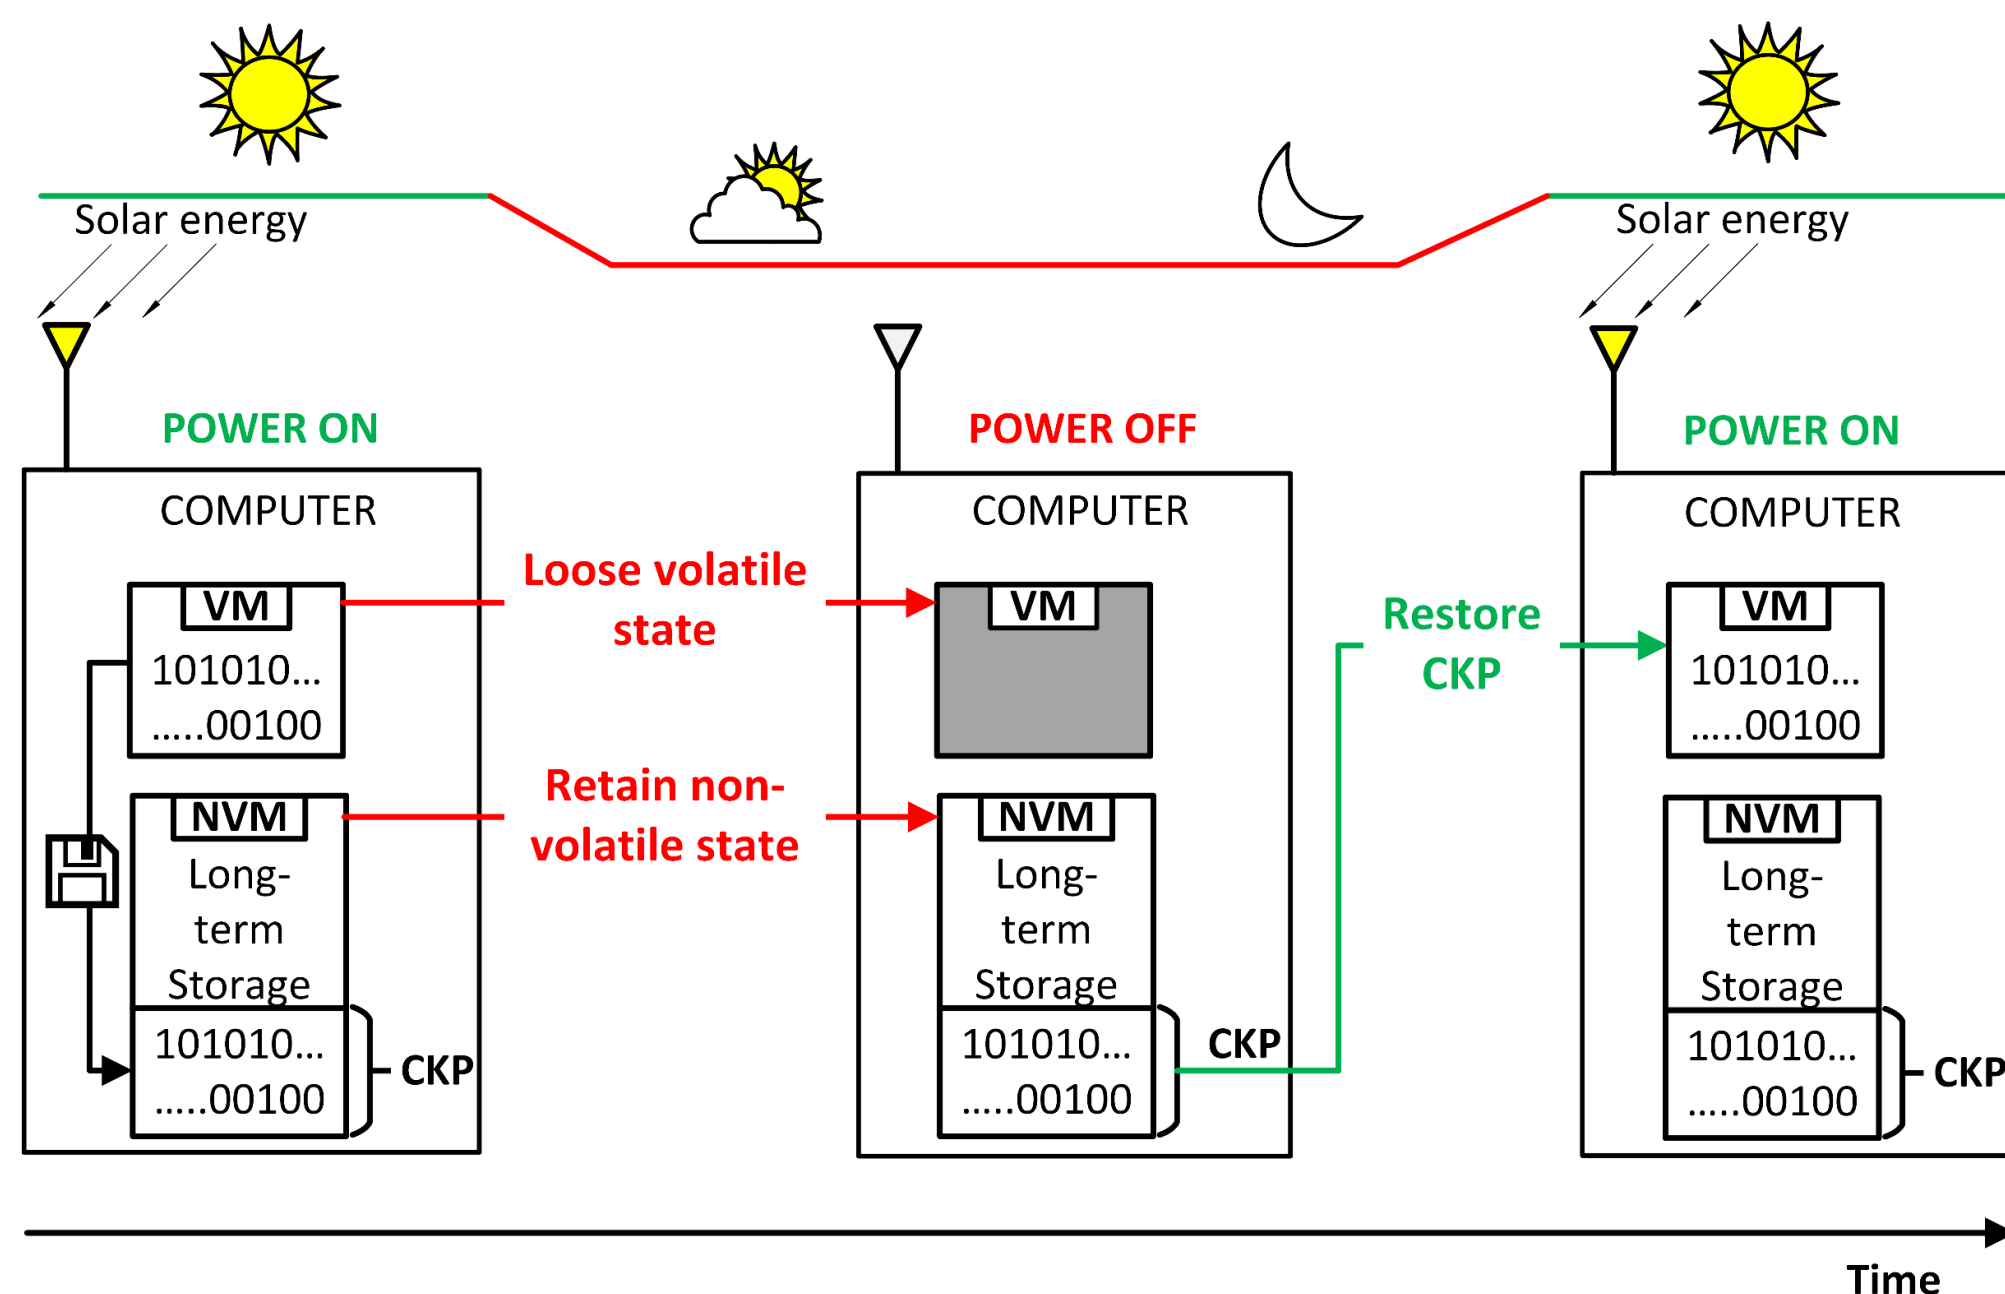 Solar energy
Solar energy
POWER ON
POWER OFF
POWER ON
COMPUTER
VM
101010...
.....00100
NVM
Long-
term
Storage
101010...
.....00100
CKP
Loose volatile
state
Retain non-
volatile state
COMPUTER
VM
NVM
Long-
term
Storage
101010...
.....00100
CKP
Restore
CKP
COMPUTER
VM
101010...
.....00100
NVM
Long-
term
Storage
101010...
.....00100
CKP
Time